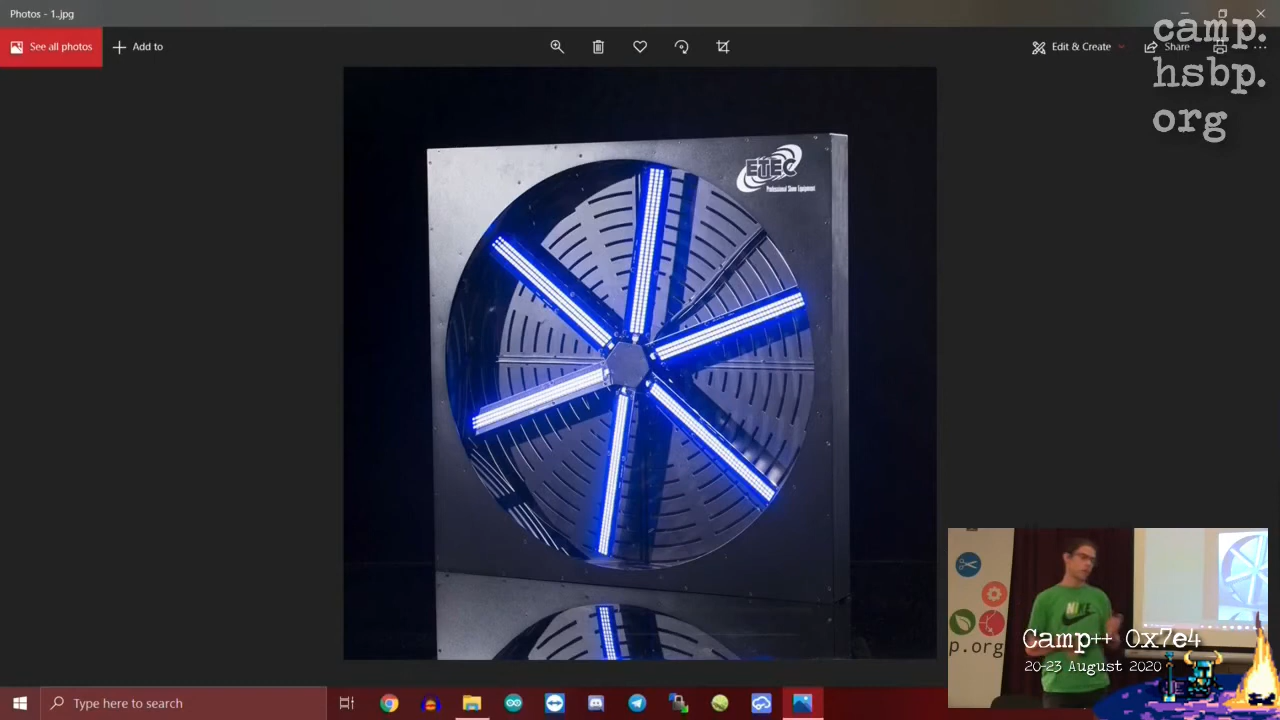 Photos - 1.jpg
See all photos
Add to
Edit & Create
Share
camp.
hsbp.
org
ETEC
Professional Show Equipment
Type here to search
NIKE
p.org
Camp++ 0x7e4
20-23 August 2020